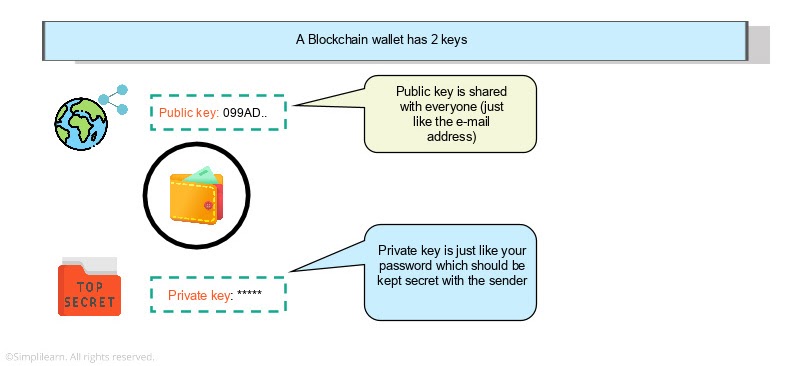 A Blockchain wallet has 2 keys
Public key: 099AD..
Public key is shared
with everyone (just
like the e-mail
address)
Private key is just like your
password which should be
kept secret with the sender
TOP
SECRET
Private key: *****
©Simplilearn. All rights reserved.